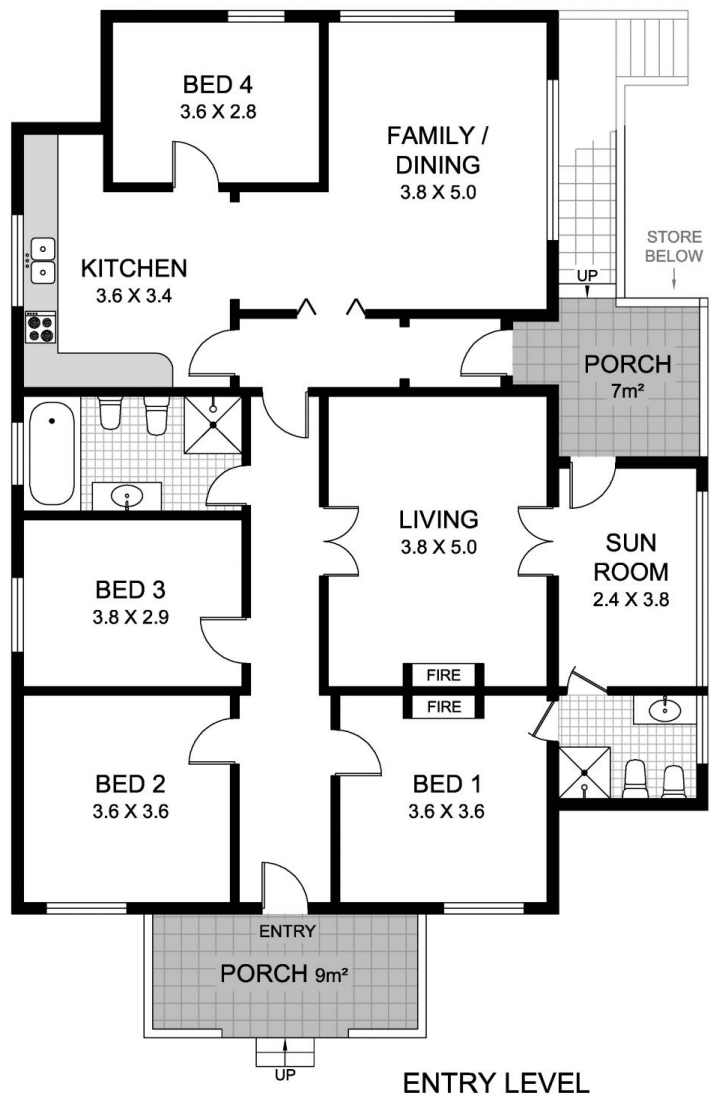 BED 4
3.6 X 2.8
FAMILY /
DINING
3.8 X 5.0
STORE
BELOW
KITCHEN
3.6 X 3.4
UP
PORCH
7m²
LIVING
3.8 X 5.0
SUN
ROOM
2.4 X 3.8
BED 3
3.8 X 2.9
FIRE
FIRE
BED 2
3.6 X 3.6
BED 1
3.6 X 3.6
ENTRY
PORCH 9m²
UP
ENTRY LEVEL